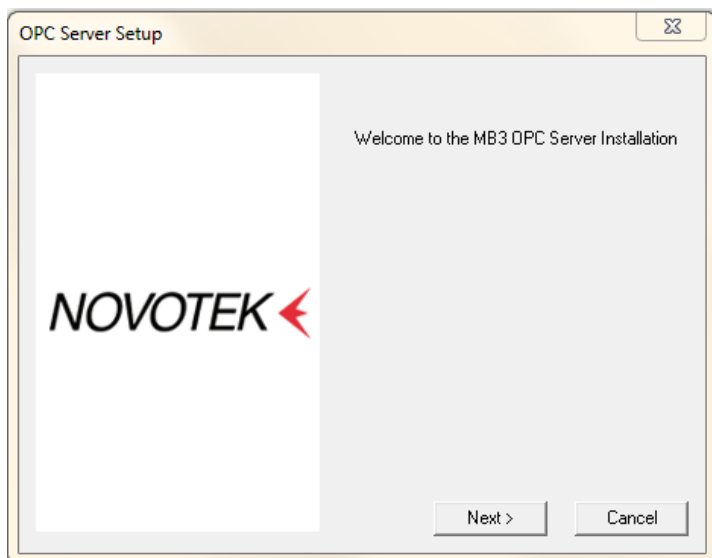 OPC Server Setup
Welcome to the MB3 OPC Server Installation
NOVOTEK
Next >
Cancel